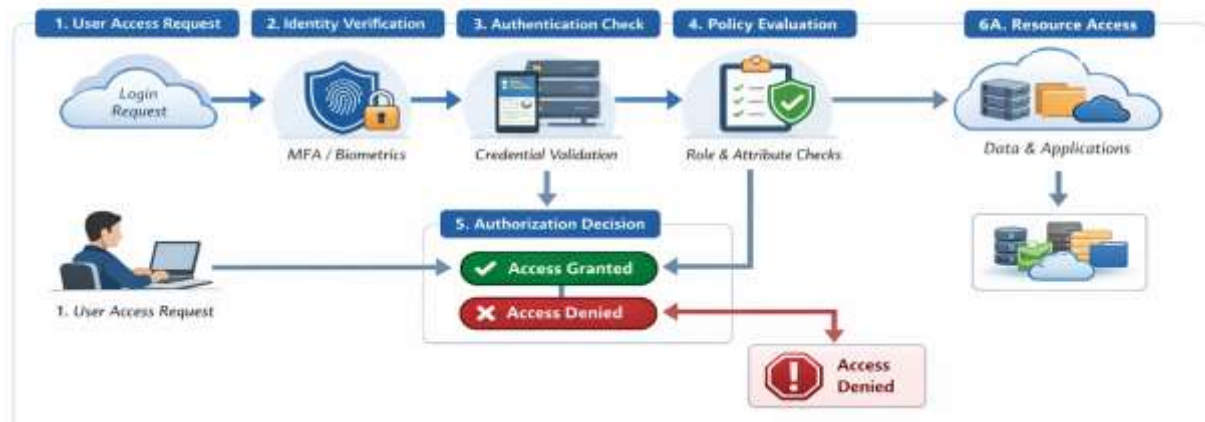 1. User Access Request
2. Identity Verification
3. Authentication Check
4. Policy Evaluation
6A. Resource Access
Login
Request
MFA / Biometrics
Credential Validation
Role & Attribute Checks
Data & Applications
5. Authorization Decision
Access Granted
Access Denied
1. User Access Request
Access
Denied